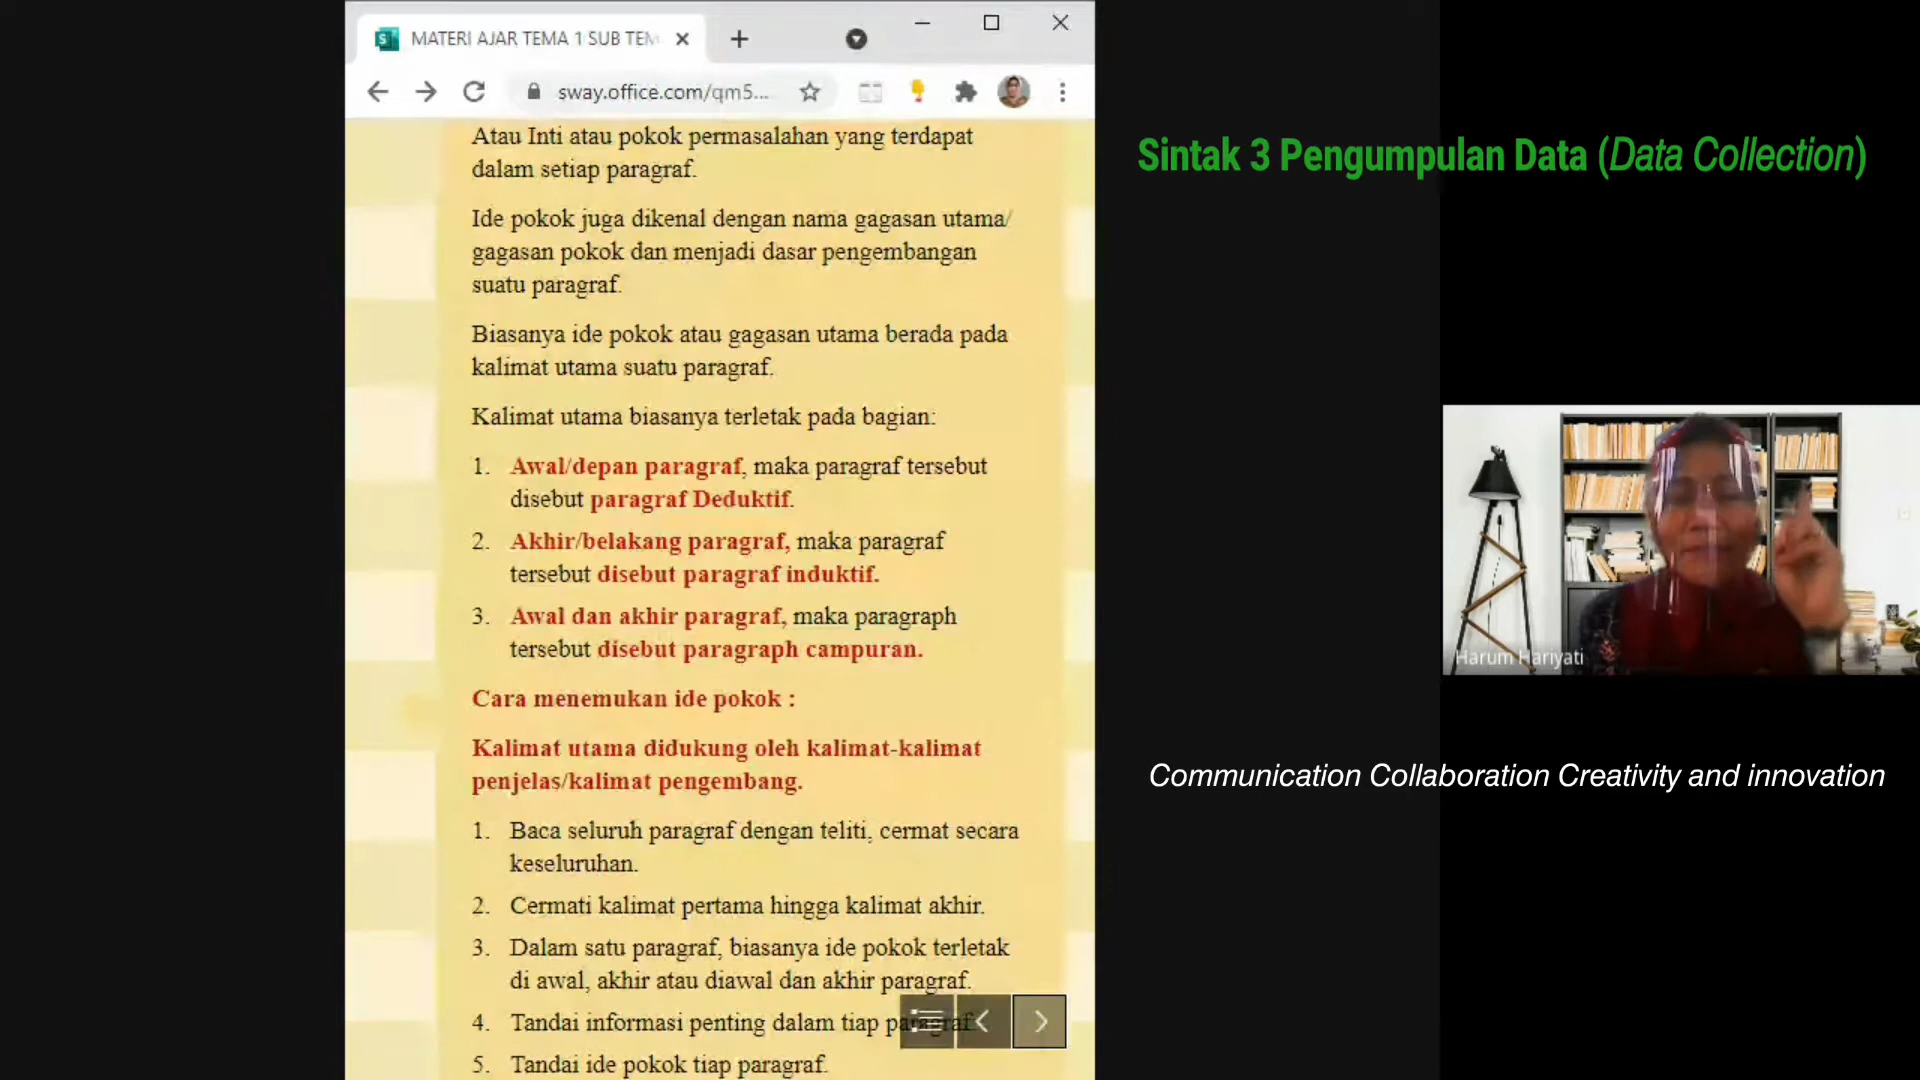 MATERI AJAR TEMA 1 SUB TEM
sway.office.com/qm5...
Atau Inti atau pokok permasalahan yang terdapat
dalam setiap paragraf.
Ide pokok juga dikenal dengan nama gagasan utama/
gagasan pokok dan menjadi dasar pengembangan
suatu paragraf.
Biasanya ide pokok atau gagasan utama berada pada
kalimat utama suatu paragraf.
Kalimat utama biasanya terletak pada bagian:
1. Awal/depan paragraf, maka paragraf tersebut
disebut paragraf Deduktif.
2. Akhir/belakang paragraf, maka paragraf
tersebut disebut paragraf induktif.
3. Awal dan akhir paragraf, maka paragraph
tersebut disebut paragraph campuran.
Cara menemukan ide pokok :
Kalimat utama didukung oleh kalimat-kalimat
penjelas/kalimat pengembang.
1. Baca seluruh paragraf dengan teliti, cermat secara
keseluruhan.
2. Cermati kalimat pertama hingga kalimat akhir.
3. Dalam satu paragraf, biasanya ide pokok terletak
di awal, akhir atau diawal dan akhir paragraf.
4. Tandai informasi penting dalam tiap paragraf.
5. Tandai ide pokok tiap paragraf.
Sintak 3 Pengumpulan Data (Data Collection)
Harum Hariyati
Communication Collaboration Creativity and innovation